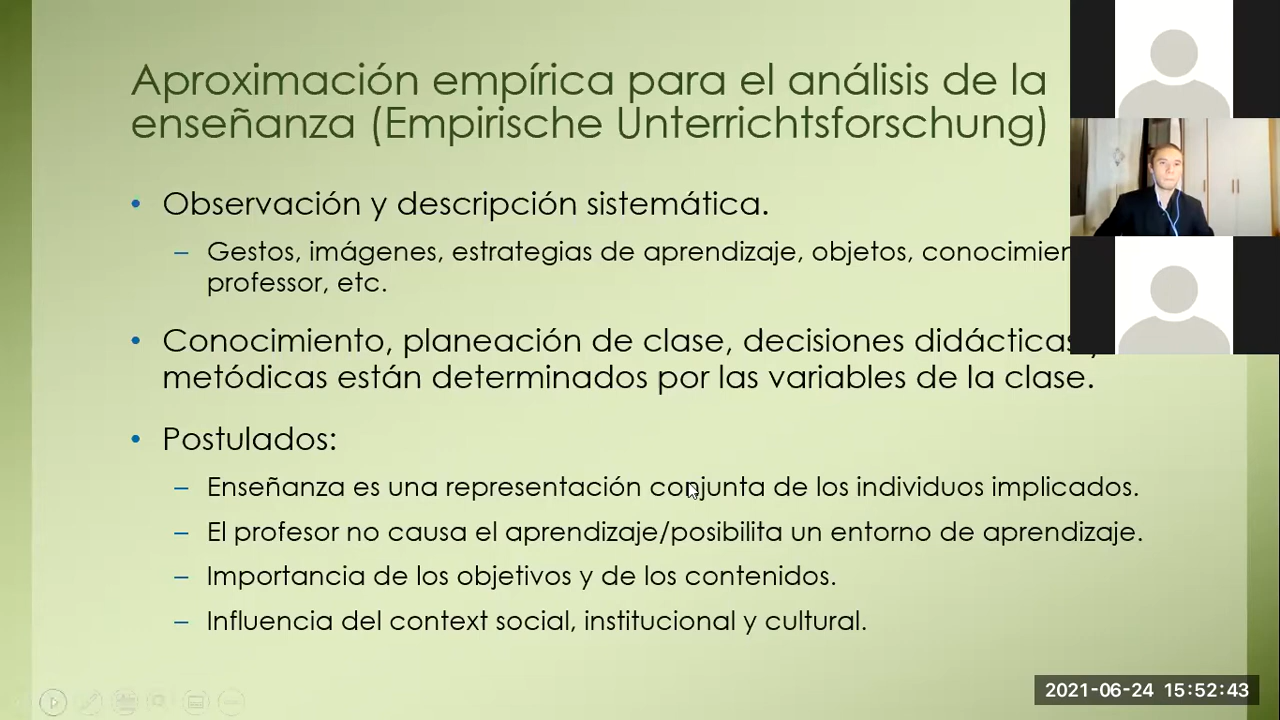 Aproximación empírica para el análisis de la
enseñanza (Empirische Unterrichtsforschung)
• Observación y descripción sistemática.
– Gestos, imágenes, estrategias de aprendizaje, objetos,
professor, etc.
• Conocimiento, planeación de clase, decisiones didácticas
metódicas están determinados por las variables de la clase.
• Postulados:
– Enseñanza es una representación conjunta de los individuos implicados.
– El profesor no causa el aprendizaje/posibilita un entorno de aprendizaje.
– Importancia de los objetivos y de los contenidos.
– Influencia del context social, institucional y cultural.
2021-06-24 15:52:43